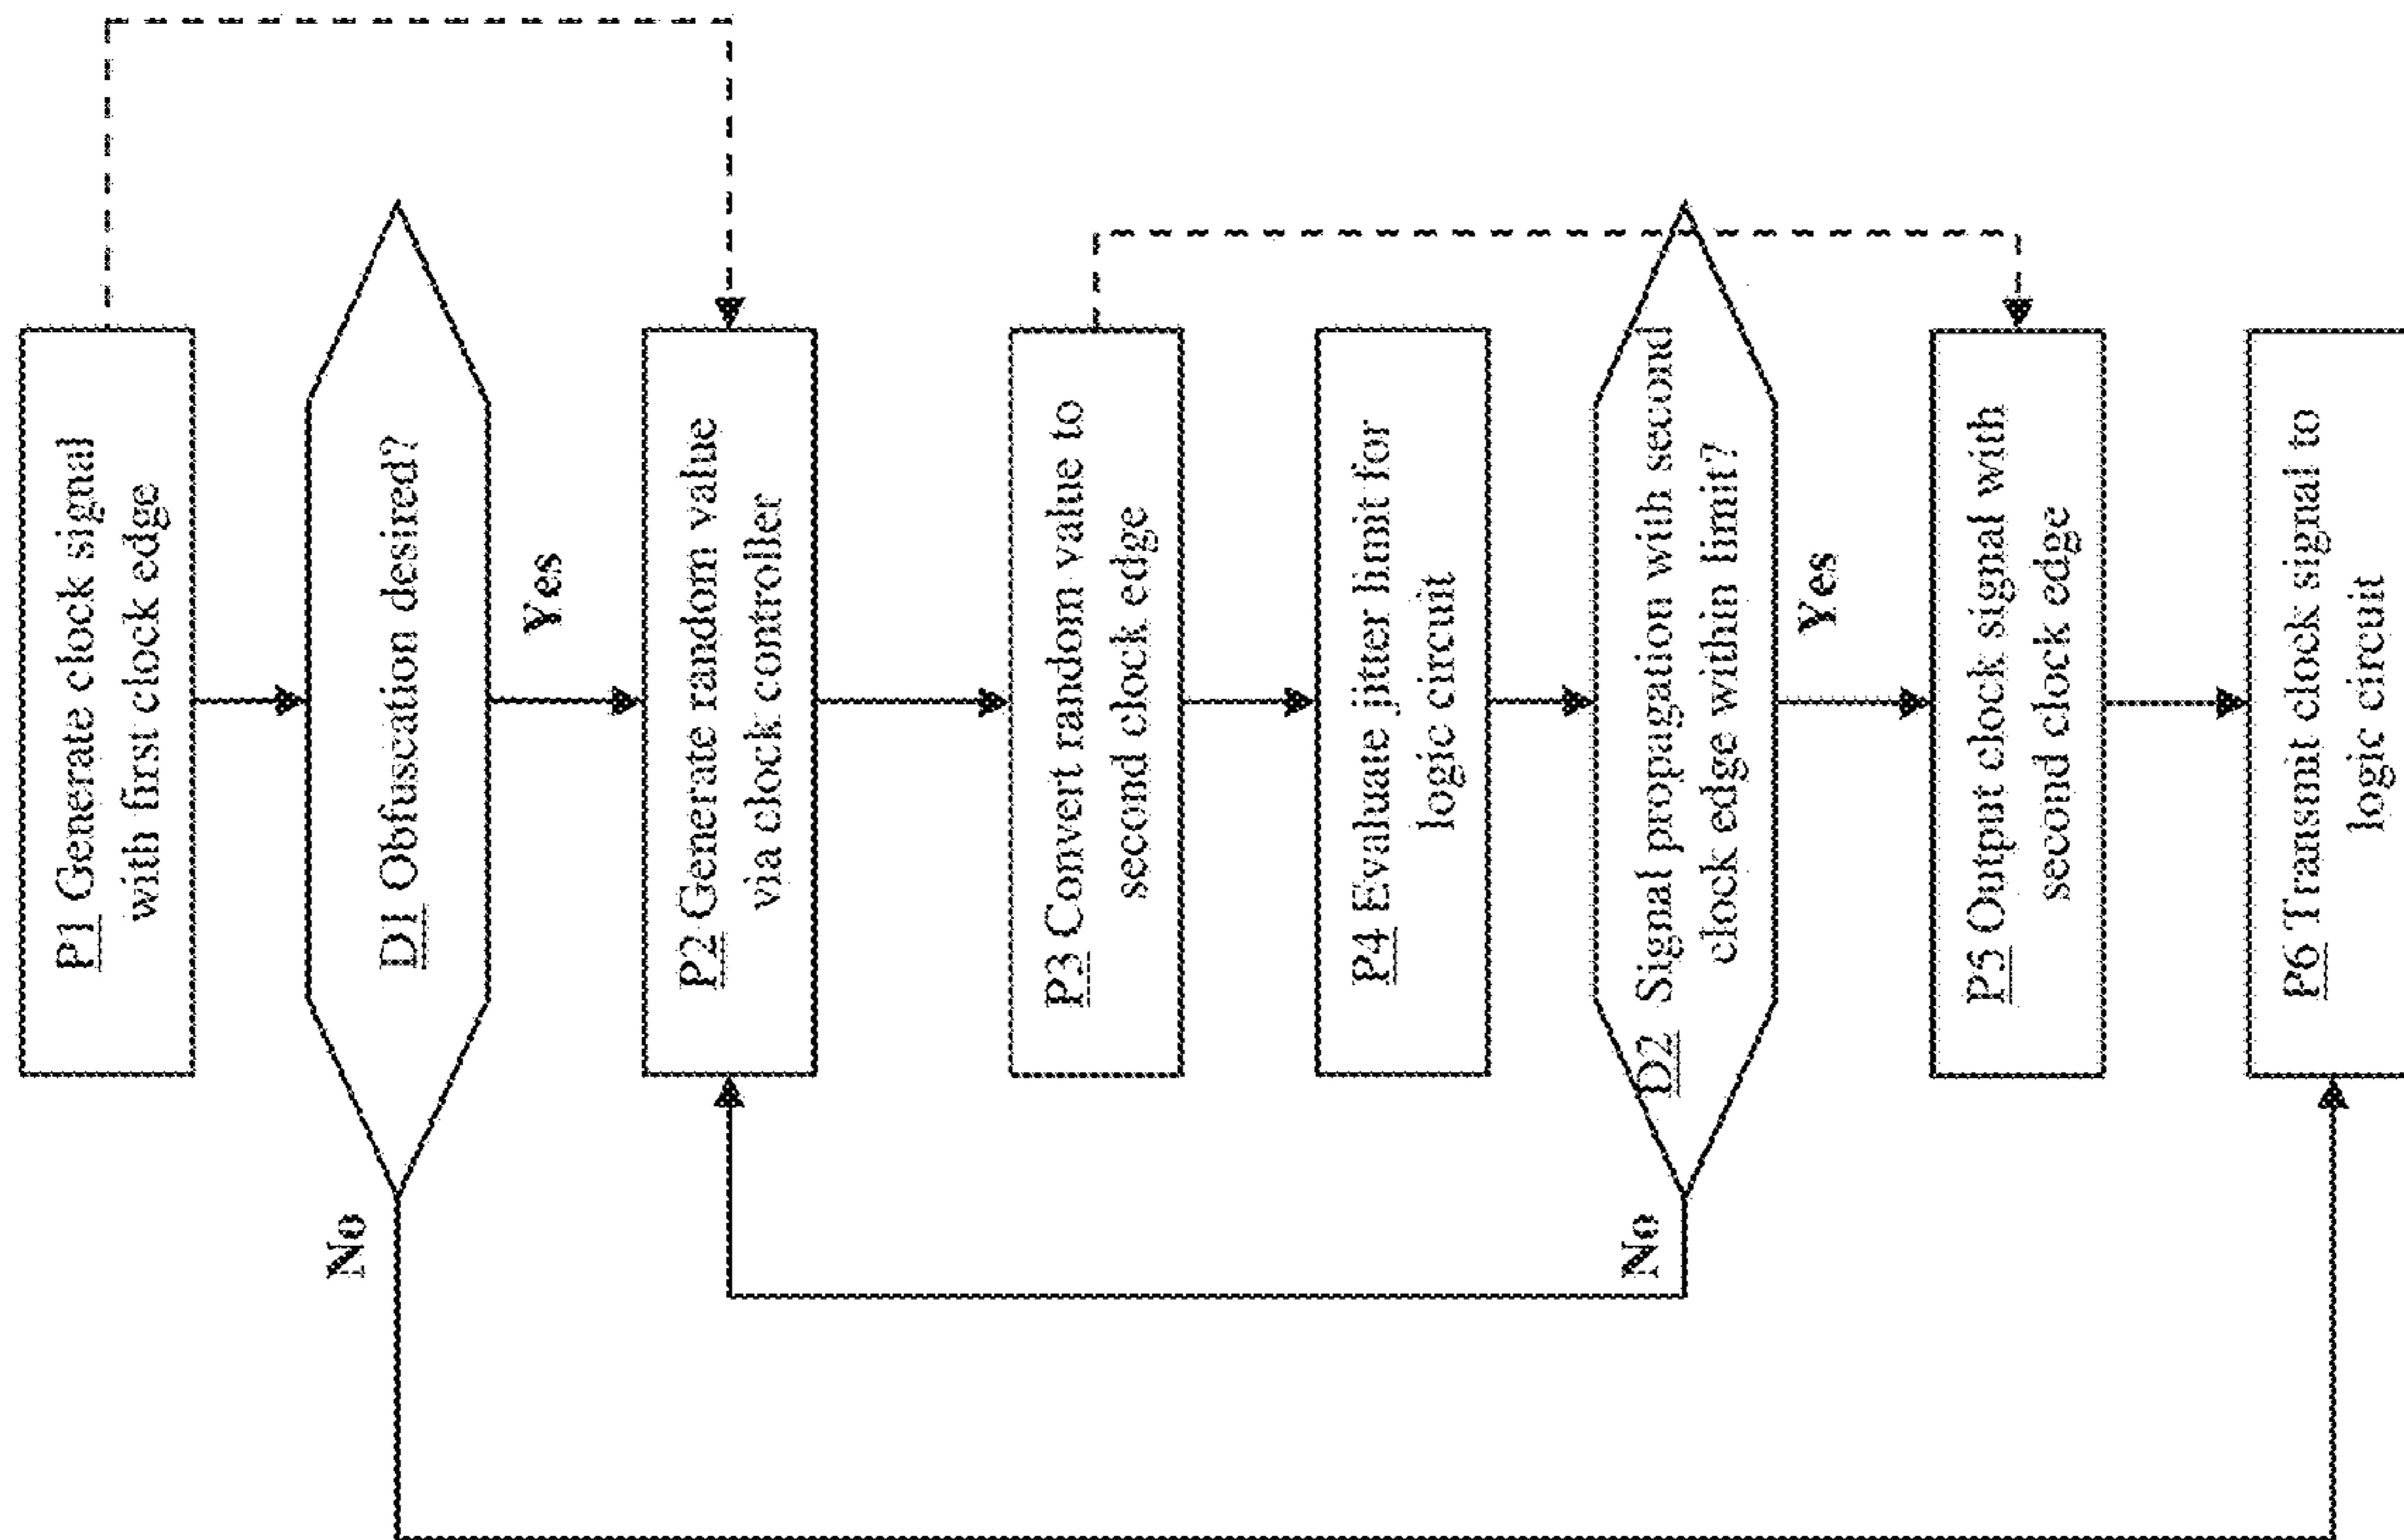 P1 Generate clock signal
with first clock edge
D1 Obfuscation desired?
No
Yes
P2 Generate random value
via clock controller
P3 Convert random value to
second clock edge
P4 Evaluate jitter limit for
logic circuit
D2 Signal propagation with second
clock edge within limit?
No
Yes
P5 Output clock signal with
second clock edge
P6 Transmit clock signal to
logic circuit